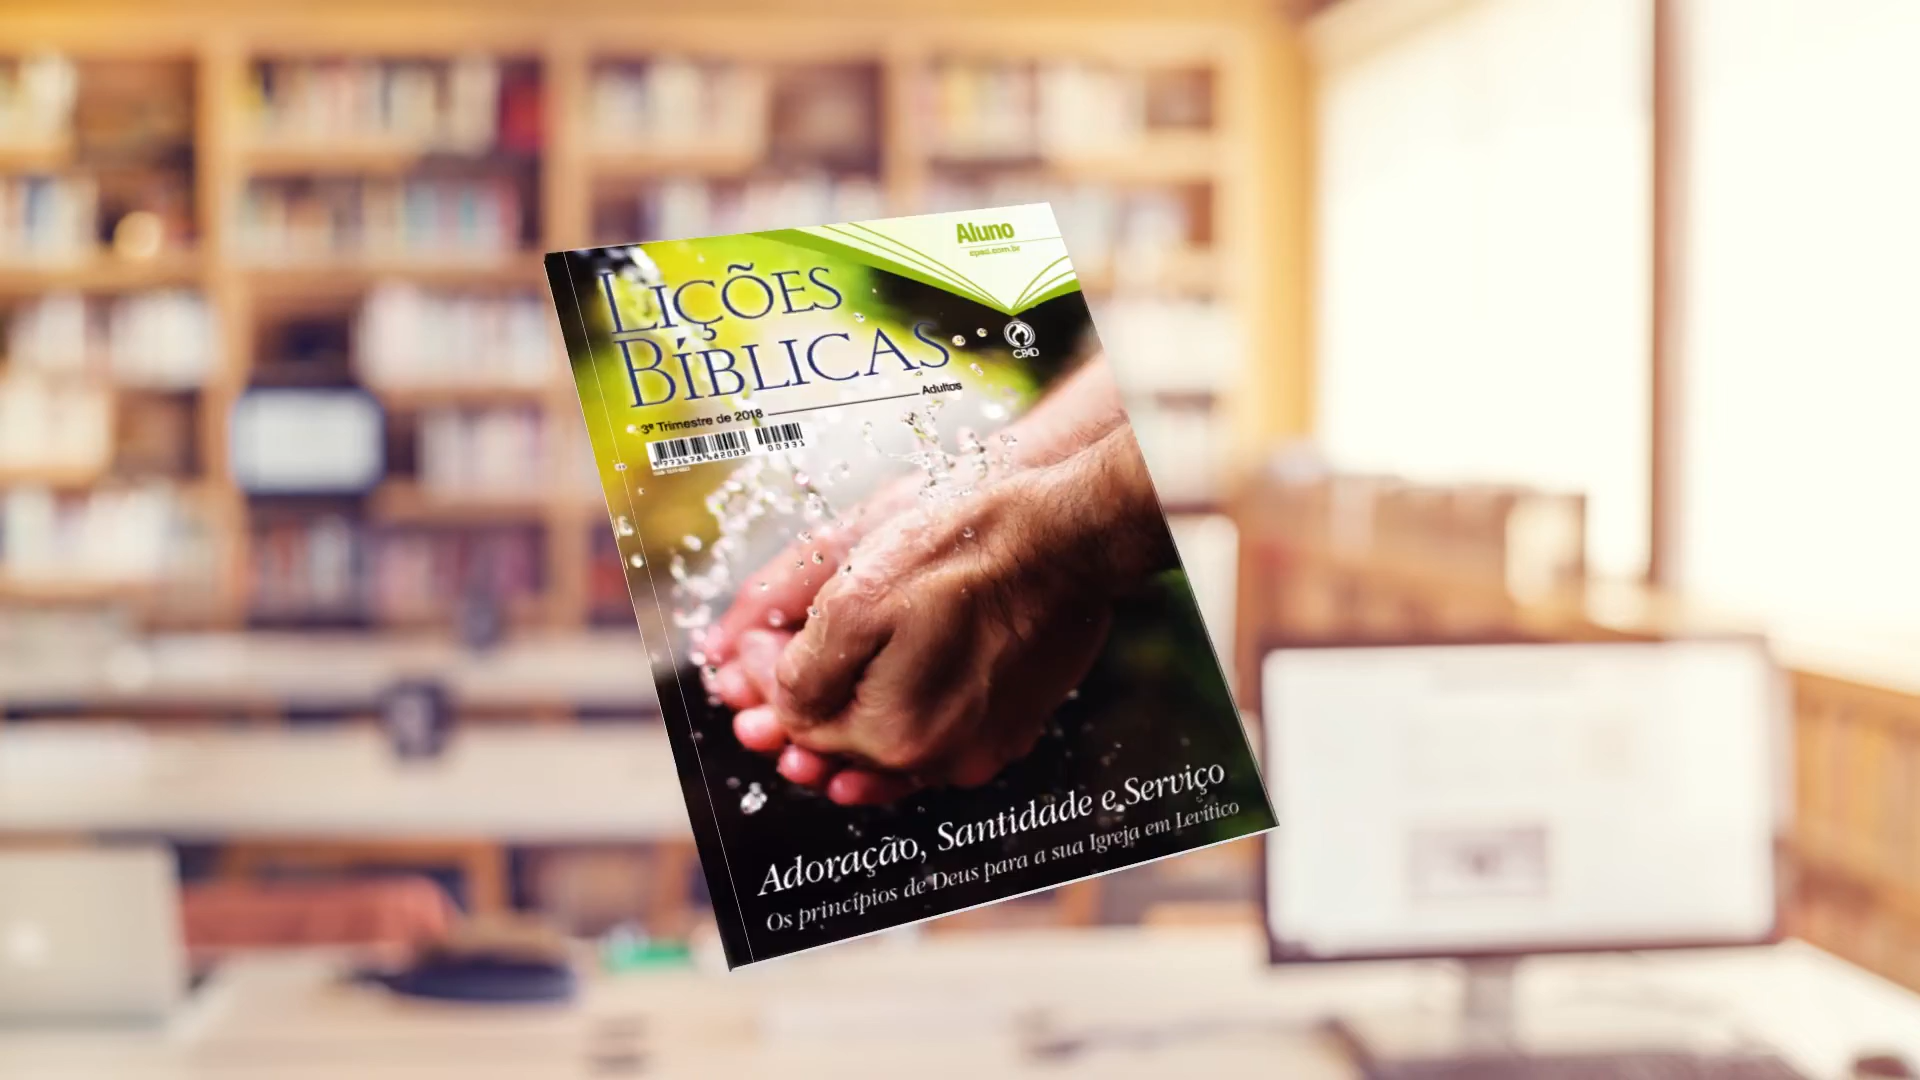 Aluno
cpad.com.br
LIÇÕES
BÍBLICAS
CPAD
Adultos
3º Trimestre de 2018
00331
Adoração, Santidade e Serviço
Os princípios de Deus para a sua Igreja em Levítico